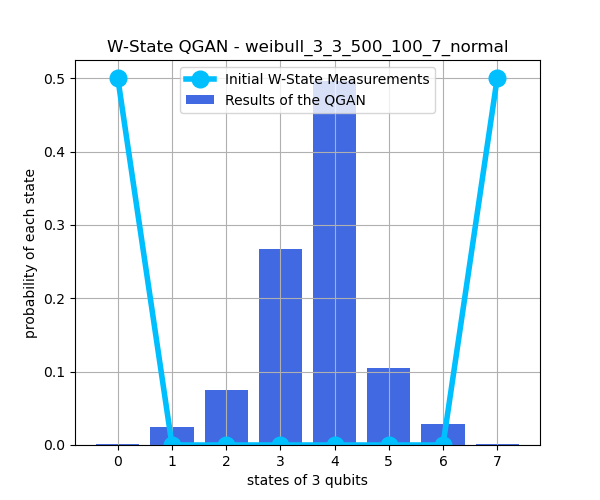 W-State QGAN - weibull_3_3_500_100_7_normal
Initial W-State Measurements
Results of the QGAN
probability of each state
0.5
0.4
0.3
0.2
0.1
0.0
0 1 2 3 4 5 6 7
states of 3 qubits